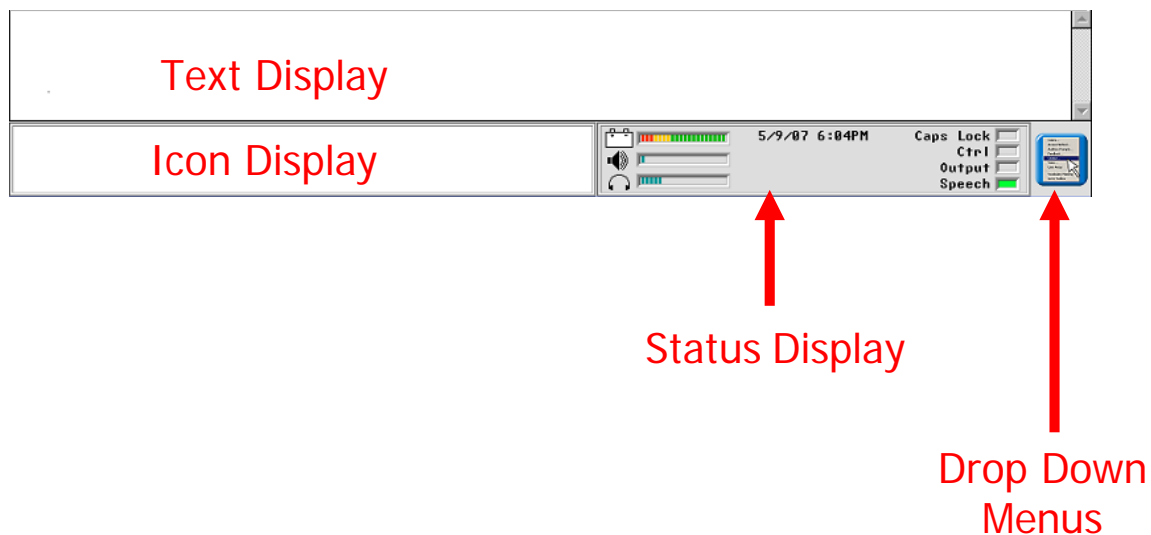 Text Display
Icon Display
5/9/07 6:04PM
Caps Lock
Ctrl
Output
Speech
Status Display
Drop Down
Menus